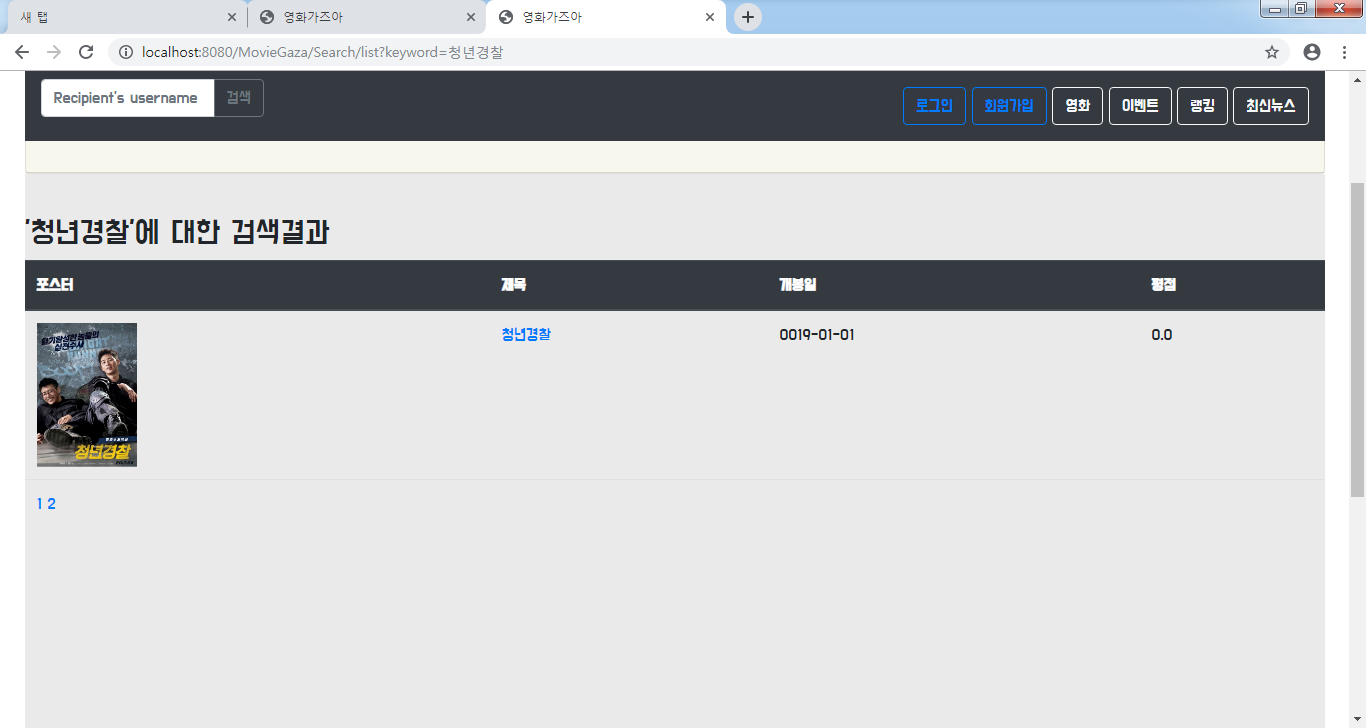 새 탭
영화가즈아
영화가즈아
localhost:8080/MovieGaza/Search/list?keyword=청년경찰
Recipient's username 검색
로그인 회원가입 영화 이벤트 랭킹 최신뉴스
'청년경찰'에 대한 검색결과
포스터 제목 개봉일 평점
청년경찰 0019-01-01 0.0
청년경찰
1 2